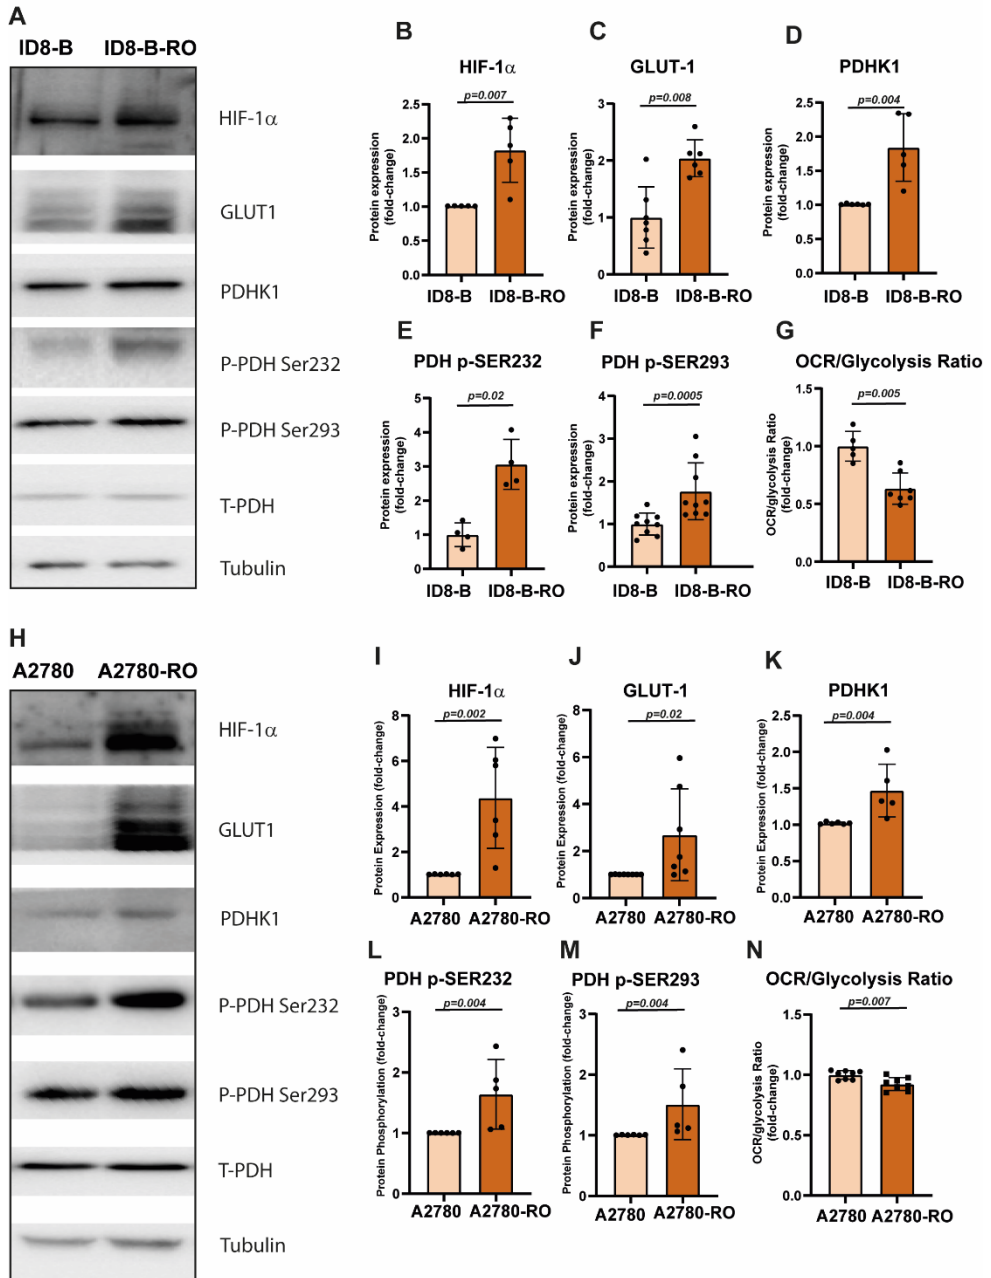 A
ID8-B ID8-B-RO
HIF-1α
GLUT1
PDHK1
P-PDH Ser232
P-PDH Ser293
T-PDH
Tubulin
B
HIF-1α
p=0.007
Protein expression
(fold-change)
2.5
2.0
1.5
1.0
0.5
0.0
ID8-B ID8-B-RO
C
GLUT-1
p=0.008
Protein expression
(fold-change)
3
2
1
0
ID8-B ID8-B-RO
D
PDHK1
p=0.004
Protein expression
(fold-change)
2.5
2.0
1.5
1.0
0.5
0.0
ID8-B ID8-B-RO
E
PDH p-SER232
p=0.02
Protein expression
(fold-change)
5
4
3
2
1
0
ID8-B ID8-B-RO
F
PDH p-SER293
p=0.0005
Protein expression
(fold-change)
4
3
2
1
0
ID8-B ID8-B-RO
G
OCR/Glycolysis Ratio
p=0.005
OCR/glycolysis Ratio
(fold-change)
1.5
1.0
0.5
0.0
ID8-B ID8-B-RO
H
A2780 A2780-RO
HIF-1α
GLUT1
PDHK1
P-PDH Ser232
P-PDH Ser293
T-PDH
Tubulin
I
HIF-1α
p=0.002
Protein Expression (fold-change)
8
6
4
2
0
A2780 A2780-RO
J
GLUT-1
p=0.02
Protein Expression (fold-change)
8
6
4
2
0
A2780 A2780-RO
K
PDHK1
p=0.004
Protein Expression (fold-change)
2.5
2.0
1.5
1.0
0.5
0.0
A2780 A2780-RO
L
PDH p-SER232
p=0.004
Protein Phosphorylation (fold-change)
3
2
1
0
A2780 A2780-RO
M
PDH p-SER293
p=0.004
Protein Phosphorylation (fold-change)
3
2
1
0
A2780 A2780-RO
N
OCR/Glycolysis Ratio
p=0.007
OCR/glycolysis Ratio
(fold-change)
1.5
1.0
0.5
0.0
A2780 A2780-RO